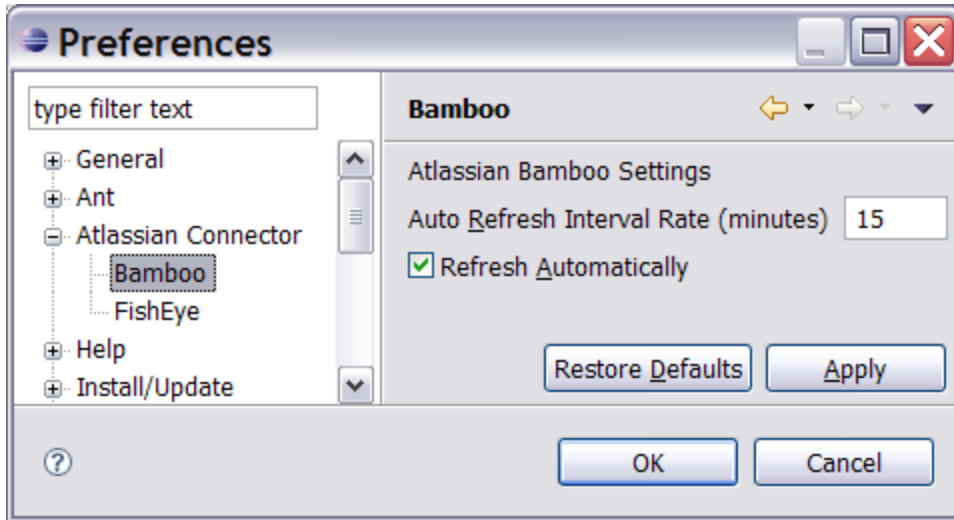 Preferences
type filter text
General
Ant
Atlassian Connector
Bamboo
FishEye
Help
Install/Update
Bamboo
Atlassian Bamboo Settings
Auto Refresh Interval Rate (minutes) 15
Refresh Automatically
Restore Defaults Apply
OK Cancel